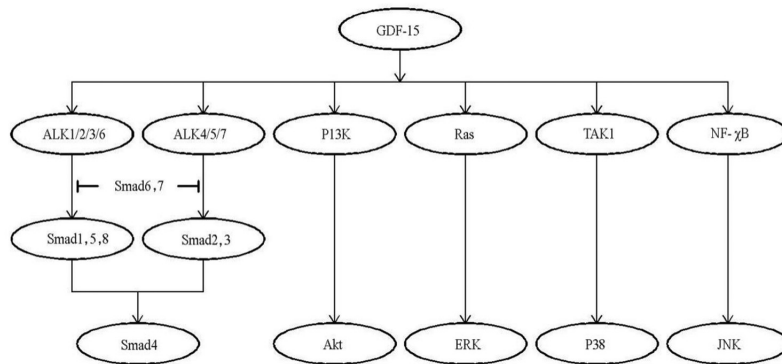 GDF-15
ALK1/2/3/6
ALK4/5/7
P13K
Ras
TAK1
NF-χB
Smad6,7
Smad1,5,8
Smad2,3
Smad4
Akt
ERK
P38
JNK